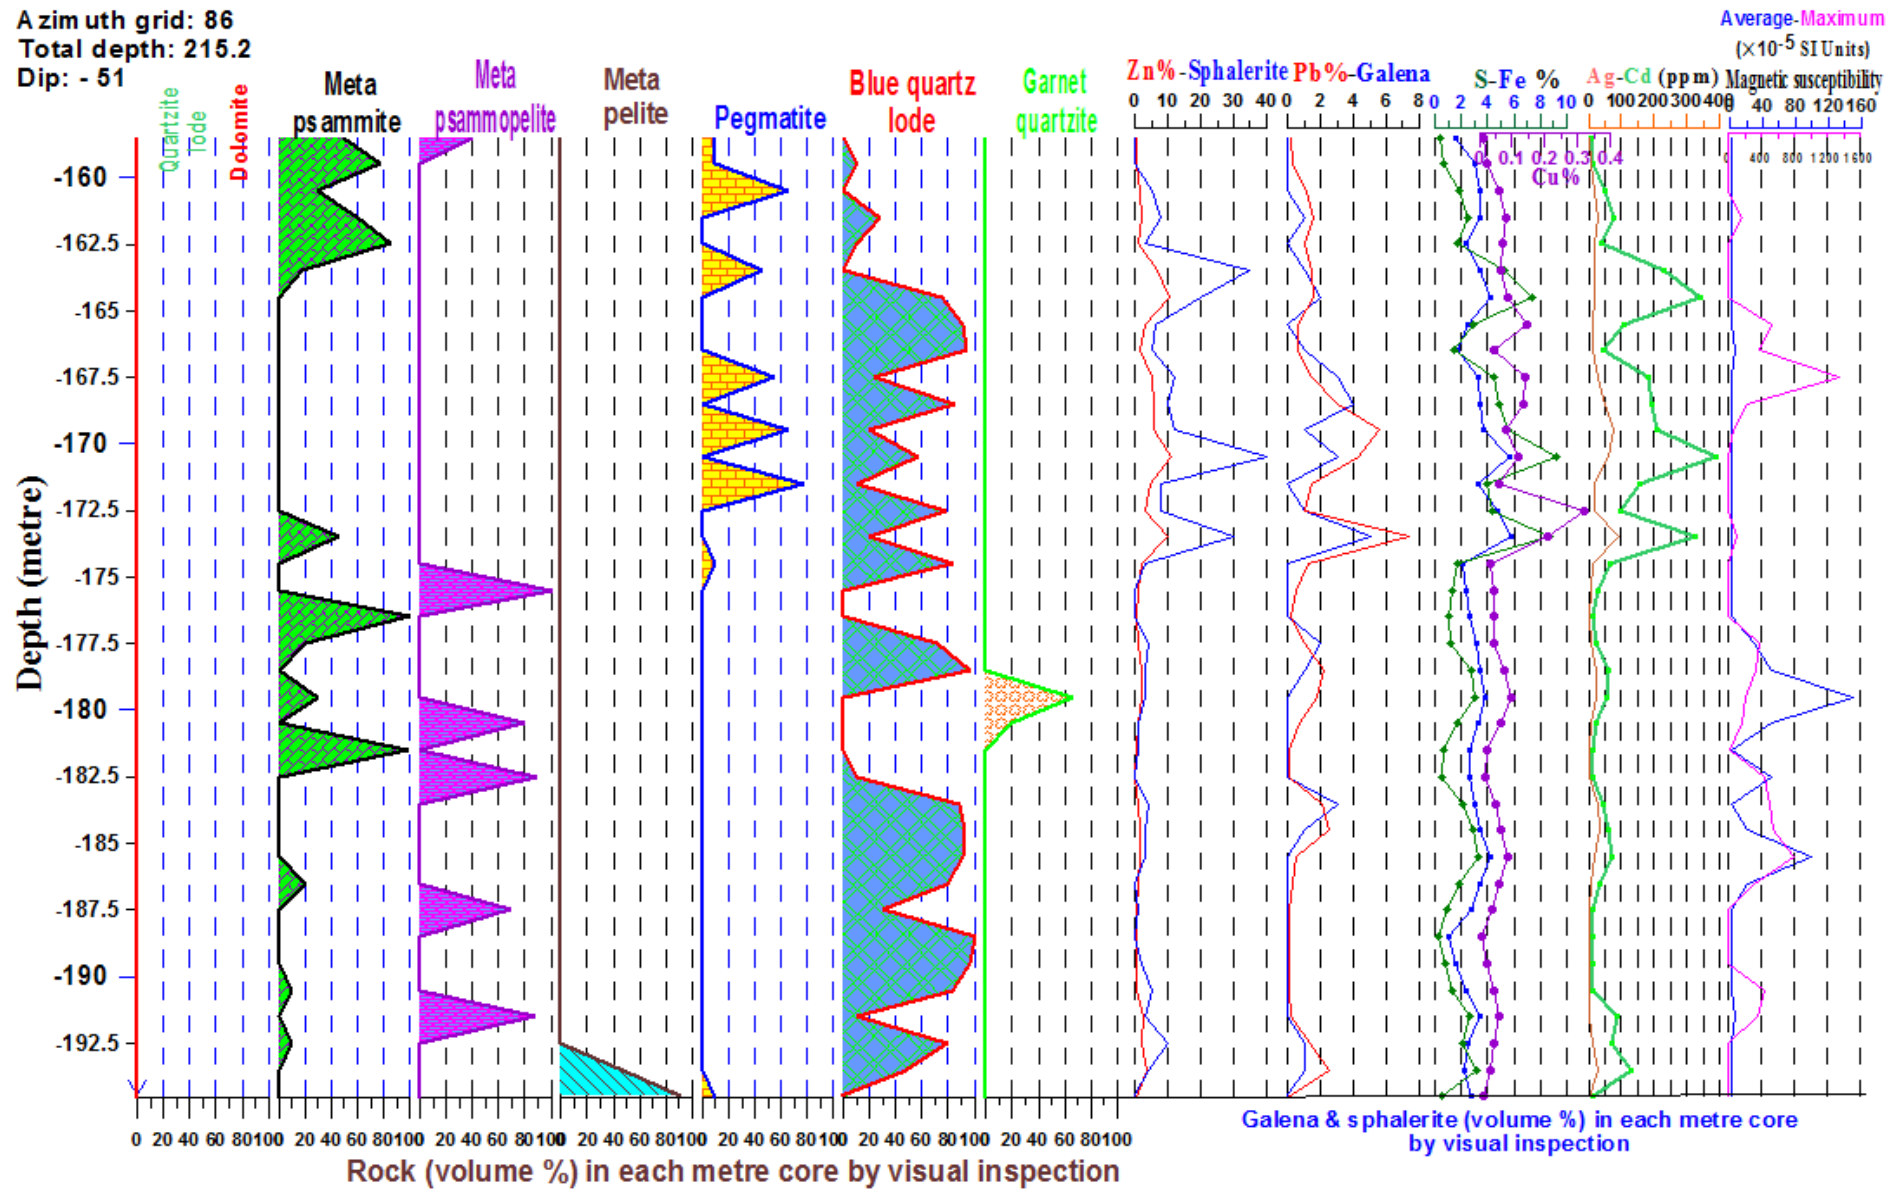 Azimuth grid: 86
Total depth: 215.2
Dip: - 51
Quartzite lode
Dolomite
Meta psammite
Meta psammopelite
Meta pelite
Pegmatite
Blue quartz lode
Garnet quartzite
Zn%-Sphalerite
0 10 20 30 40
Pb%-Galena
0 2 4 6 8
S-Fe %
0 2 4 6 8 10
0 0.1 0.2 0.3 0.4
Cu%
Ag-Cd (ppm)
0 100 200 300 400
Average-Maximum
(×10-5 SI Units)
Magnetic susceptibility
0 400 800 1200 1600
0 400 800 1200 1600
Depth (metre)
-160
-162.5
-165
-167.5
-170
-172.5
-175
-177.5
-180
-182.5
-185
-187.5
-190
-192.5
0 20 40 60 80 100
20 40 60 80 100
20 40 60 80 100
0 20 40 60 80 100
20 40 60 80 100
20 40 60 80 100
20 40 60 80 100
Rock (volume %) in each metre core by visual inspection
Galena & sphalerite (volume %) in each metre core
by visual inspection